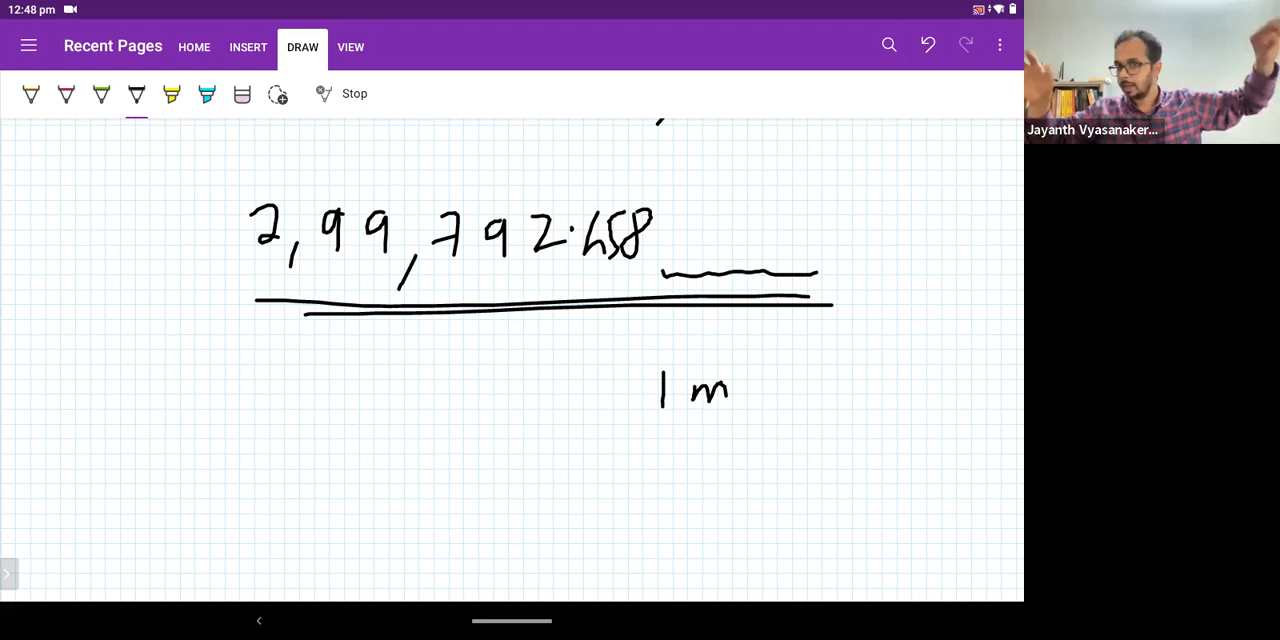 12:48 pm
Recent Pages HOME INSERT DRAW VIEW
Stop
Jayanth Vyasanaker...
2,99,792.458
1 m